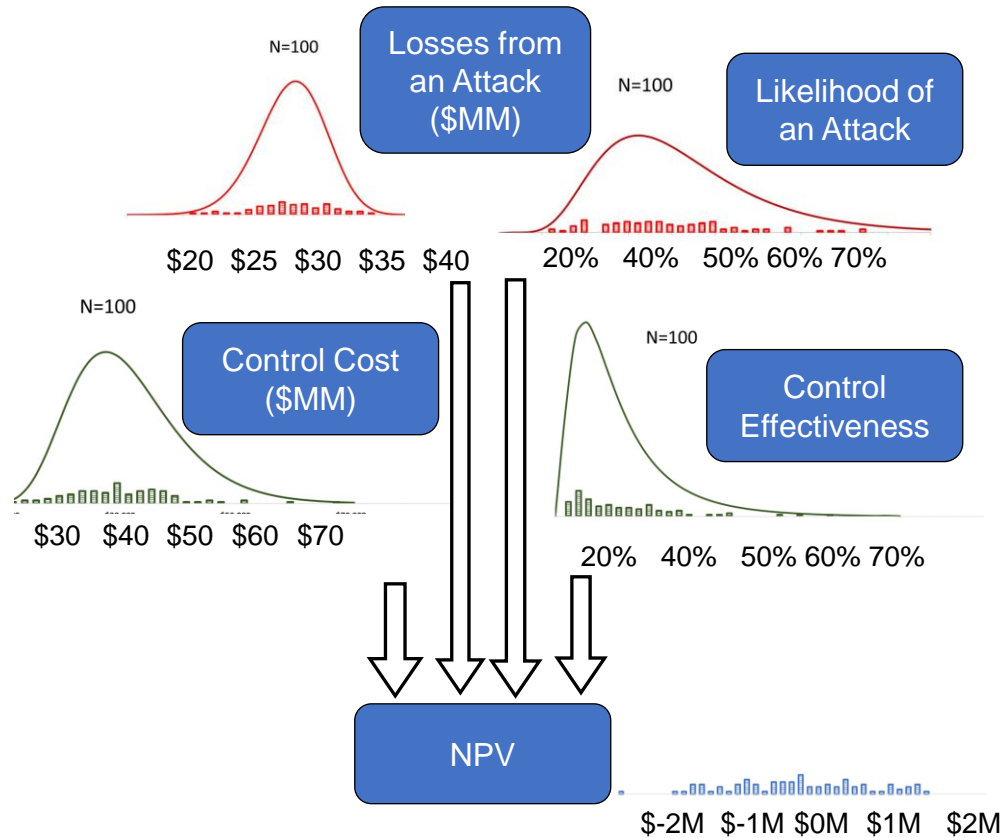 N=100
Losses from
an Attack
($MM)
N=100
Likelihood of
an Attack
$20 $25 $30 $35 $40
20% 40% 50% 60% 70%
N=100
Control Cost
($MM)
N=100
Control
Effectiveness
$30 $40 $50 $60 $70
20% 40% 50% 60% 70%
NPV
$-2M $-1M $0M $1M $2M